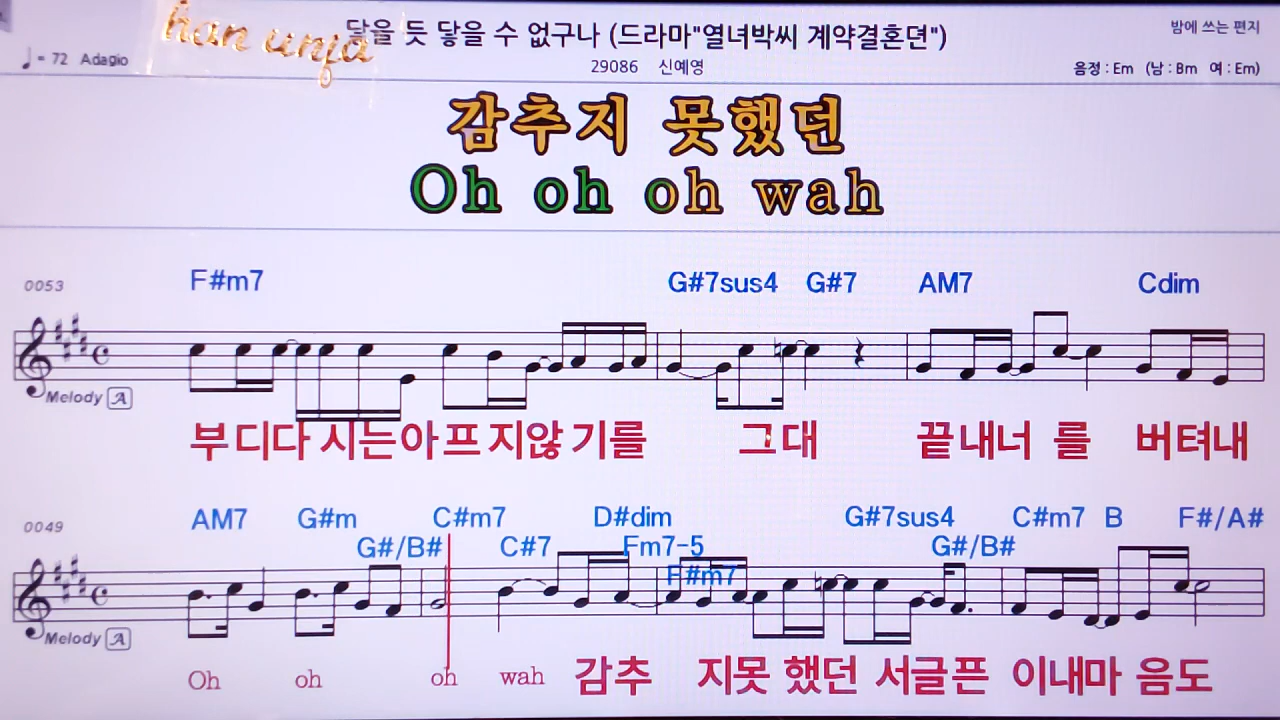 han unja
닿을 듯 닿을 수 없구나 (드라마"열녀박씨 계약결혼뎐")
밤에 쓰는 편지
♩= 72 Adagio
29086 신예영
음정 : Em (남 : Bm 여 : Em)
감추지 못했던
Oh oh oh wah
0053 F#m7 G#7sus4 G#7 AM7 Cdim
Melody A
부디다 시는아프지않 기를 그대 끝내너 를 버텨내
0049 AM7 G#m C#m7 D#dim G#7sus4 C#m7 B F#/A#
G#/B# C#7 Fm7-5 G#/B#
F#m7
Melody A
Oh oh oh wah 감추 지못 했던 서글픈 이내마 음도